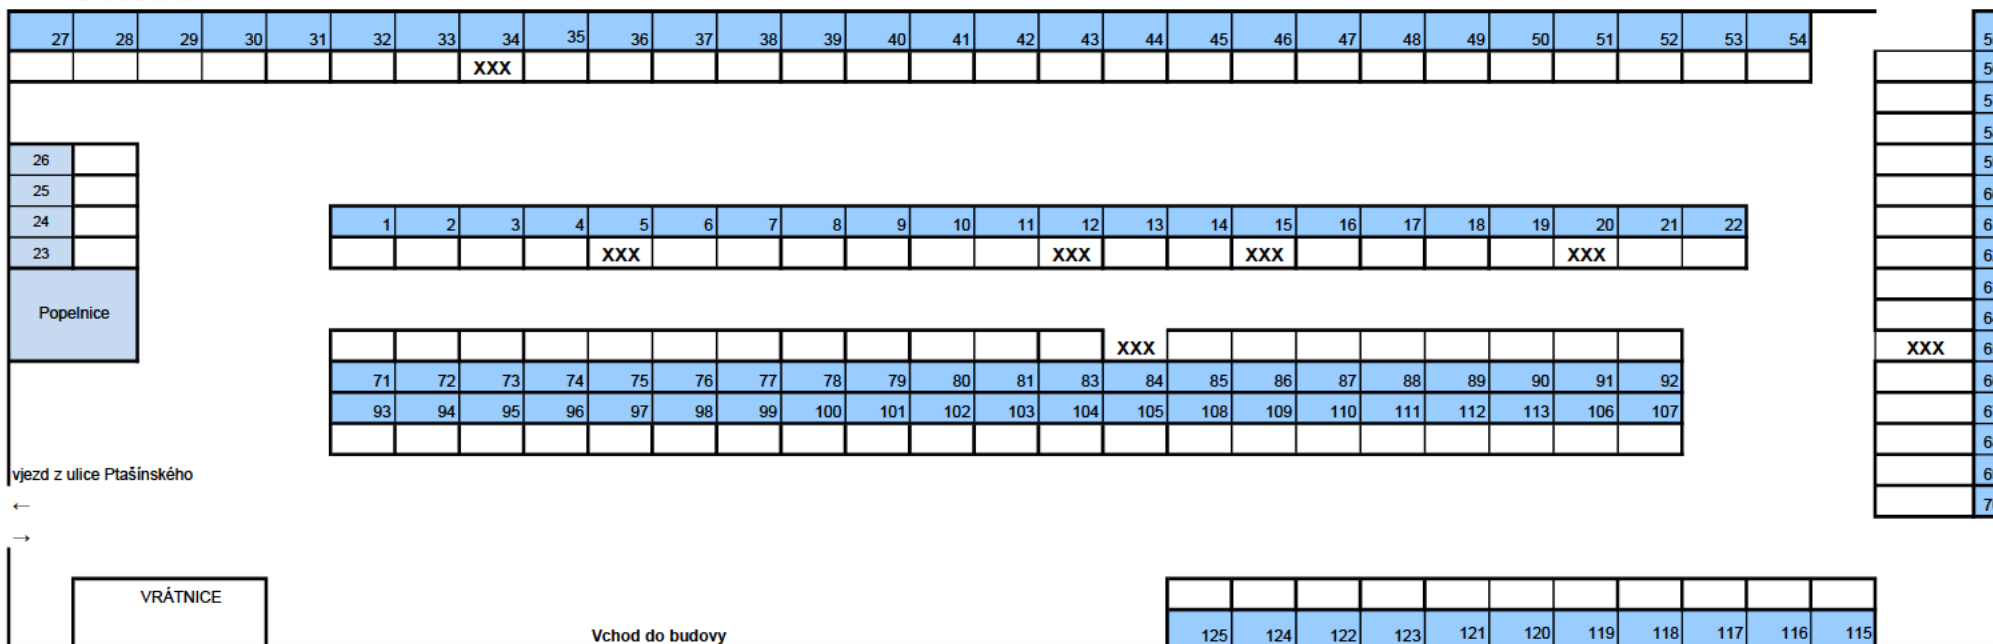 27 28 29 30 31 32 33 34 35 36 37 38 39 40 41 42 43 44 45 46 47 48 49 50 51 52 53 54
XXX
26
25
24
1 2 3 4 5 6 7 8 9 10 11 12 13 14 15 16 17 18 19 20 21 22
23
XXX XXX XXX XXX
Popelnice
XXX XXX
71 72 73 74 75 76 77 78 79 80 81 83 84 85 86 87 88 89 90 91 92
93 94 95 96 97 98 99 100 101 102 103 104 105 108 109 110 111 112 113 106 107
vjezd z ulice Ptašínského
←
→
VRÁTNICE
Vchod do budovy
125 124 122 123 121 120 119 118 117 116 115